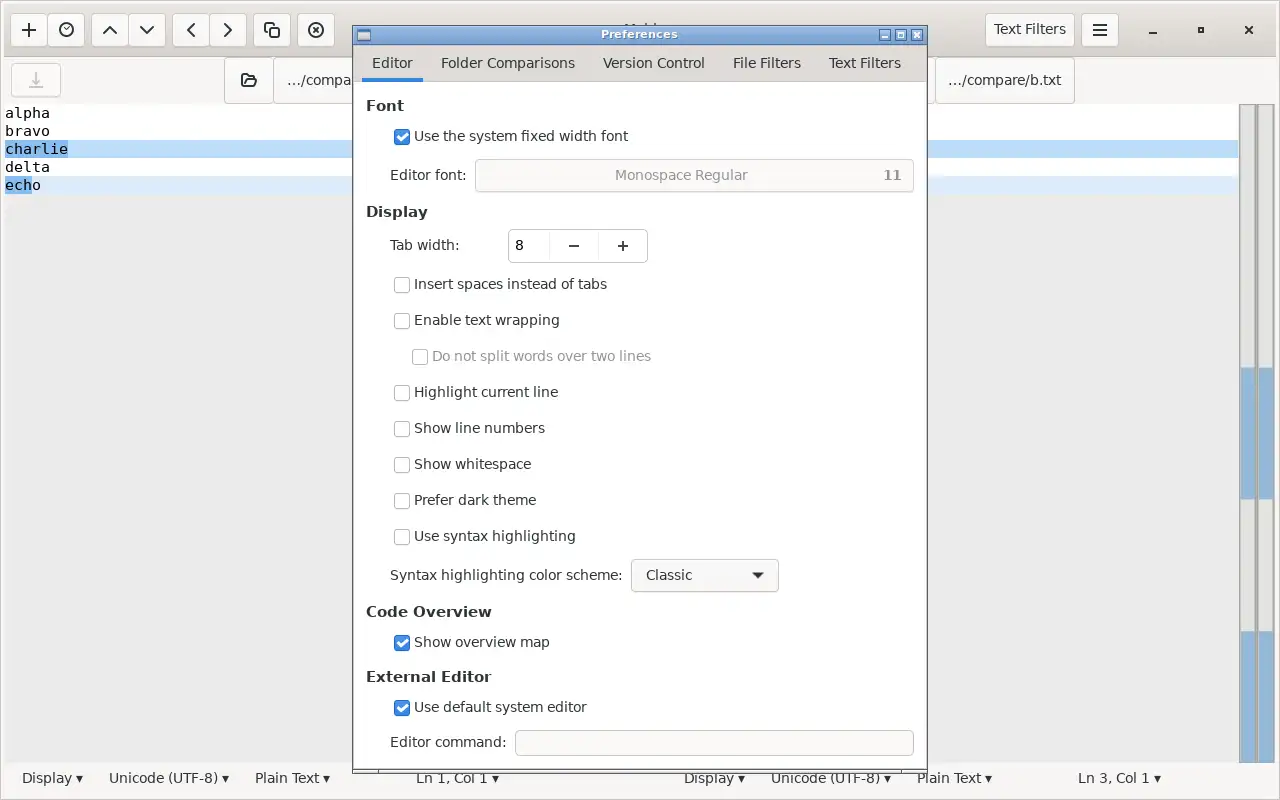 Text Filters
Preferences
Editor
Folder Comparisons
Version Control
File Filters
Text Filters
…/compa
…/compare/b.txt
alpha
bravo
charlie
delta
echo
Font
Use the system fixed width font
Editor font:
Monospace Regular
11
Display
Tab width:
8
Insert spaces instead of tabs
Enable text wrapping
Do not split words over two lines
Highlight current line
Show line numbers
Show whitespace
Prefer dark theme
Use syntax highlighting
Syntax highlighting color scheme:
Classic
Code Overview
Show overview map
External Editor
Use default system editor
Editor command:
Display ▾
Unicode (UTF-8) ▾
Plain Text ▾
Ln 1, Col 1 ▾
Display ▾
Unicode (UTF-8) ▾
Plain Text ▾
Ln 3, Col 1 ▾